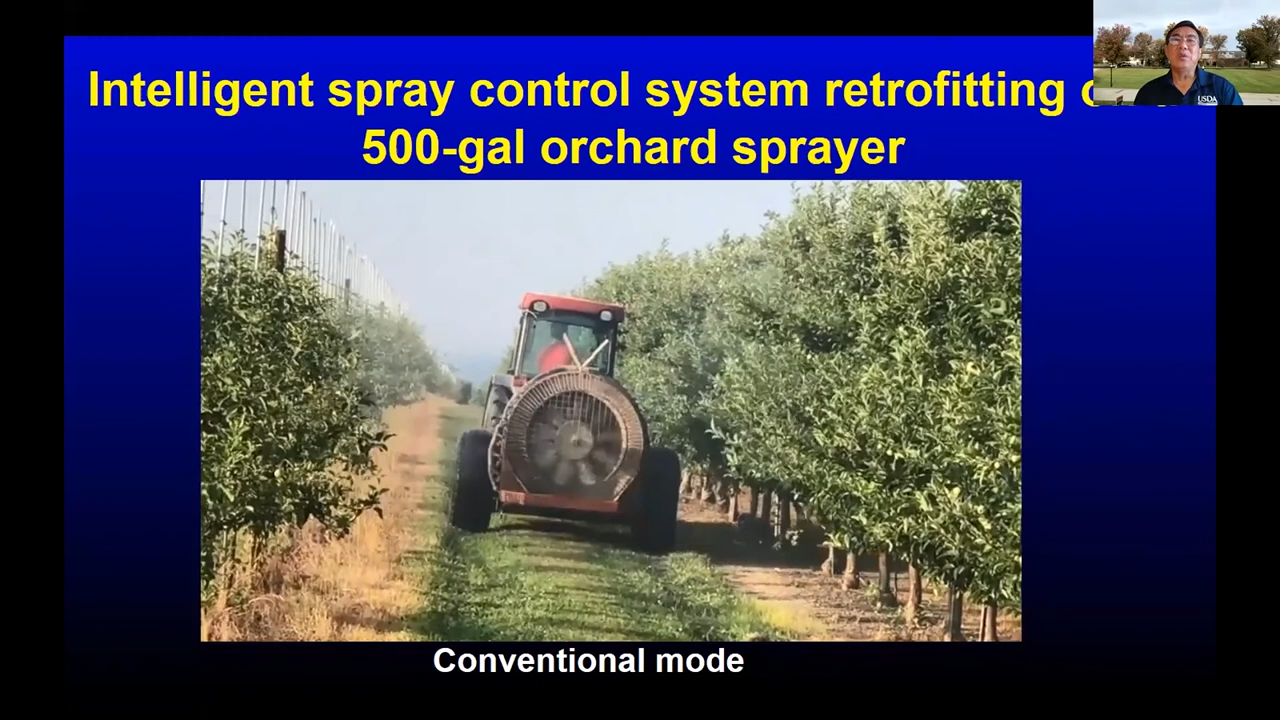 Intelligent spray control system retrofitting
500-gal orchard sprayer
Conventional mode
USDA